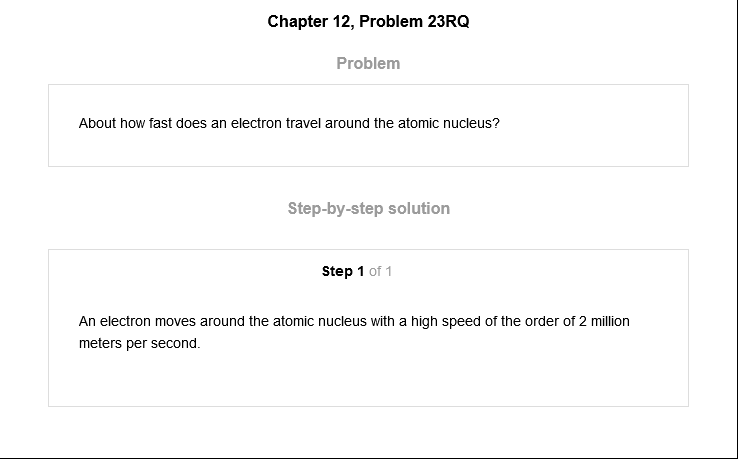 Chapter 12, Problem 23RQ
Problem
About how fast does an electron travel around the atomic nucleus?
Step-by-step solution
Step 1 of 1
An electron moves around the atomic nucleus with a high speed of the order of 2 million
meters per second.